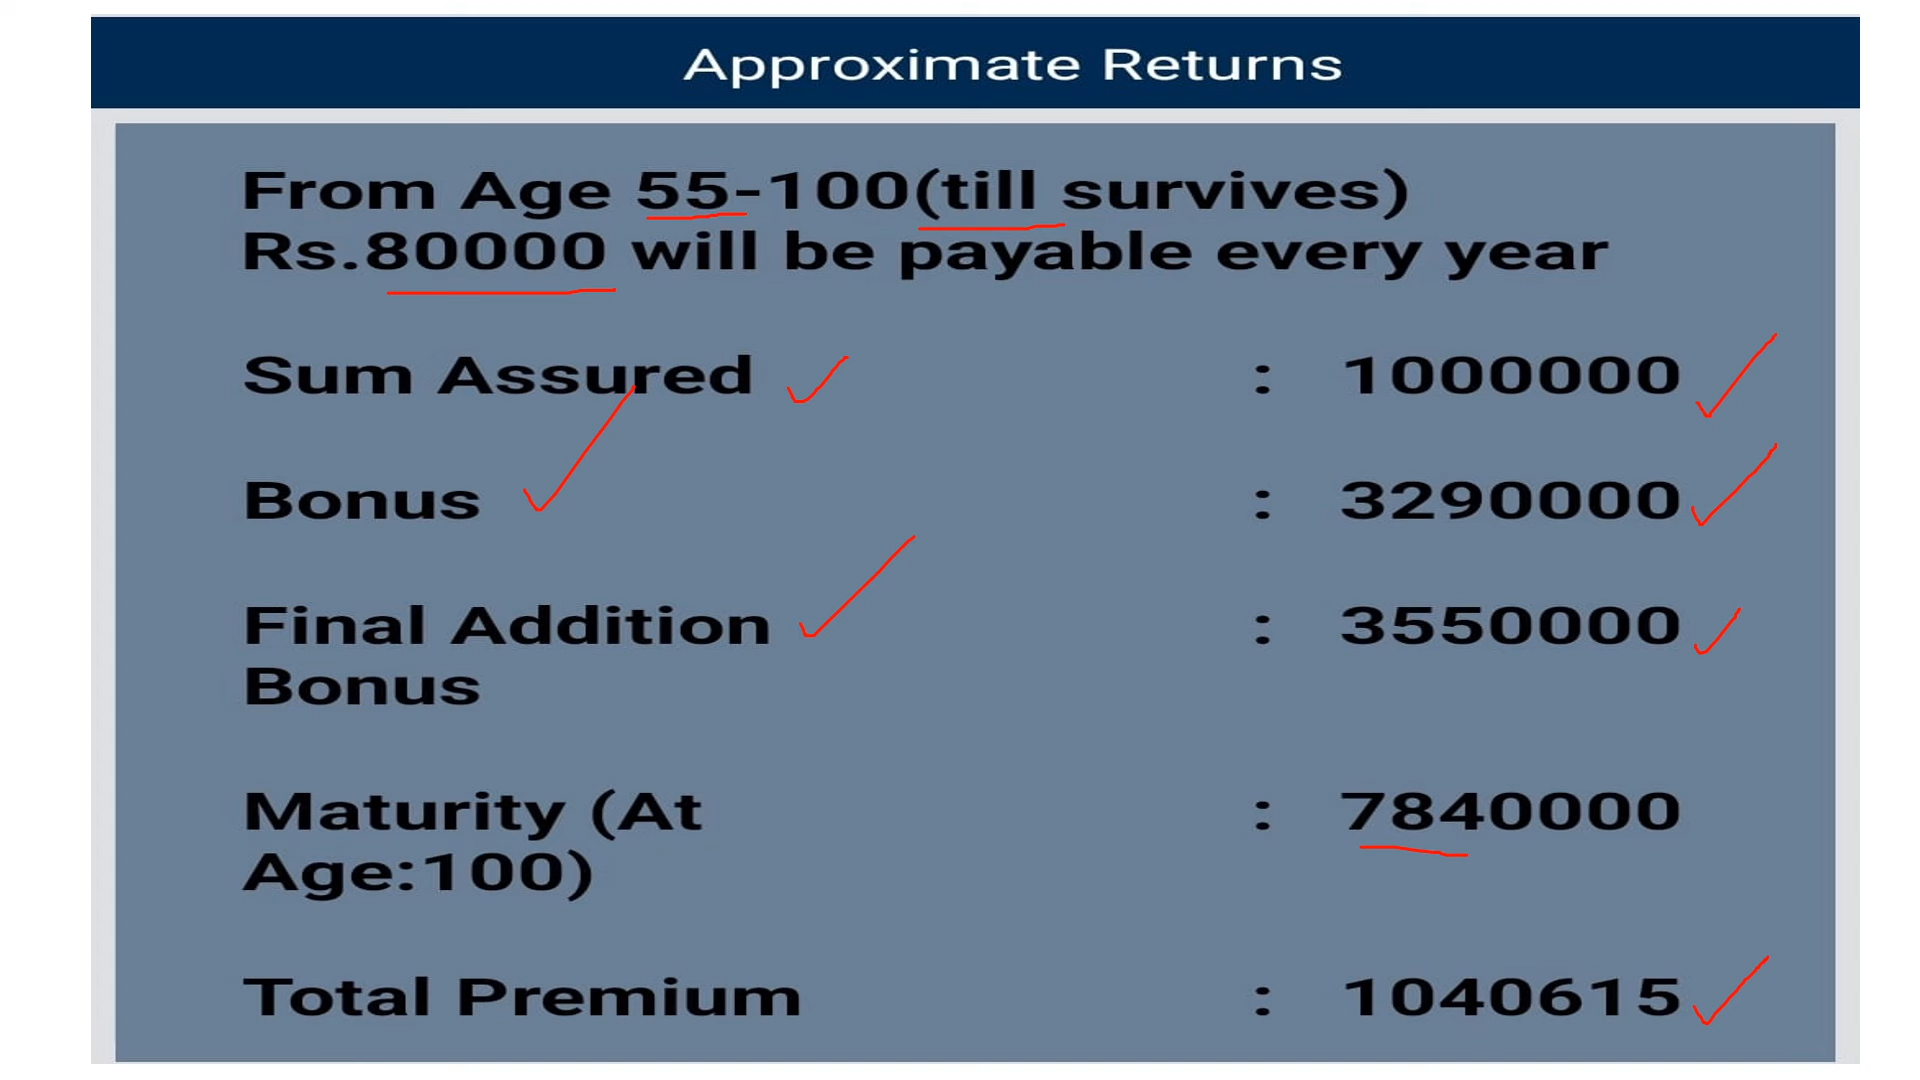 Approximate Returns
From Age 55-100(till survives)
Rs.80000 will be payable every year
Sum Assured : 1000000
Bonus : 3290000
Final Addition : 3550000
Bonus
Maturity (At : 7840000
Age:100)
Total Premium : 1040615